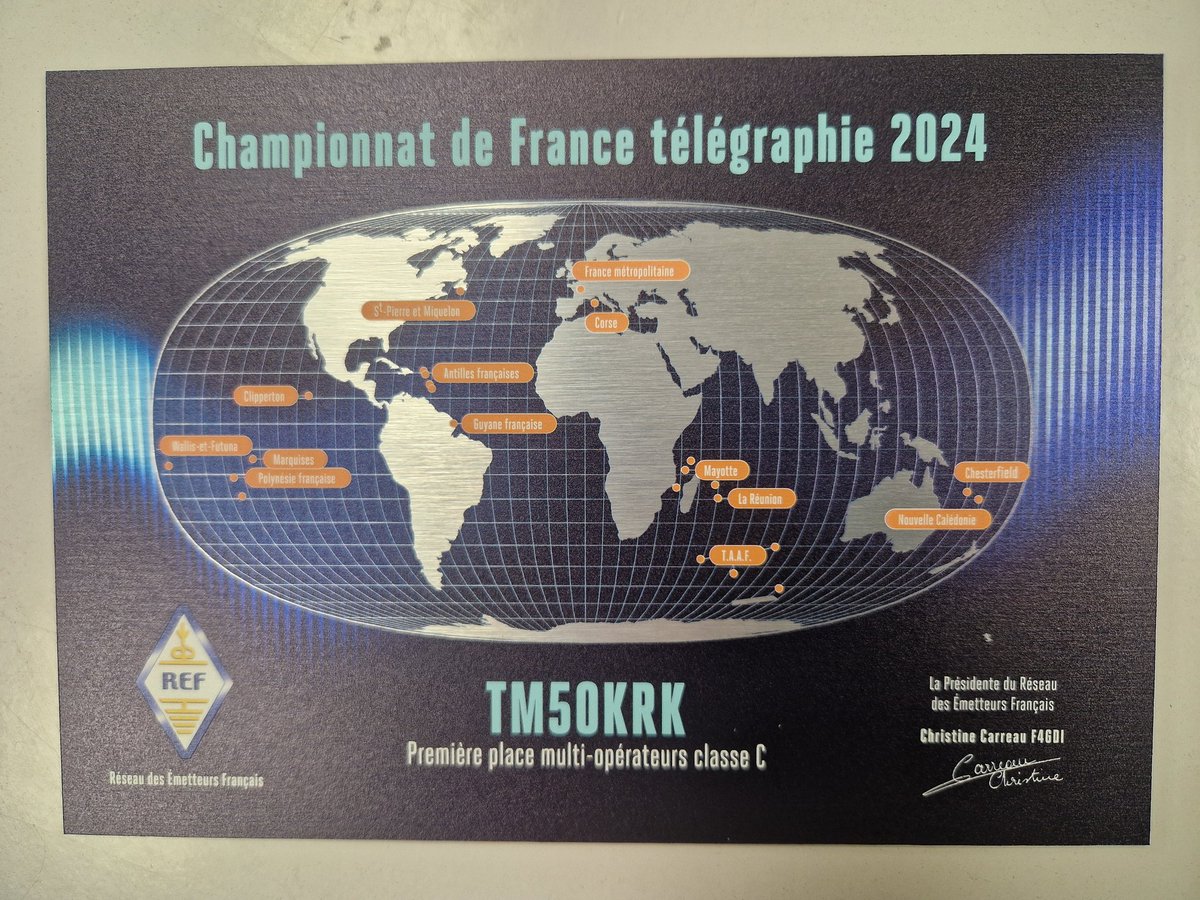 Championnat de France télégraphie 2024
France métropolitaine
St-Pierre et Miquelon
Corse
Antilles françaises
Clipperton
Guyane française
Wallis-et-Futuna
Marquises
Polynésie française
Mayotte
La Réunion
Chesterfield
Nouvelle Calédonie
T.A.A.F.
REF
Réseau des Émetteurs Français
TM50KRK
Première place multi-opérateurs classe C
La Présidente du Réseau
des Émetteurs Français
Christine Carreau F4GDI
Carreau
Christine